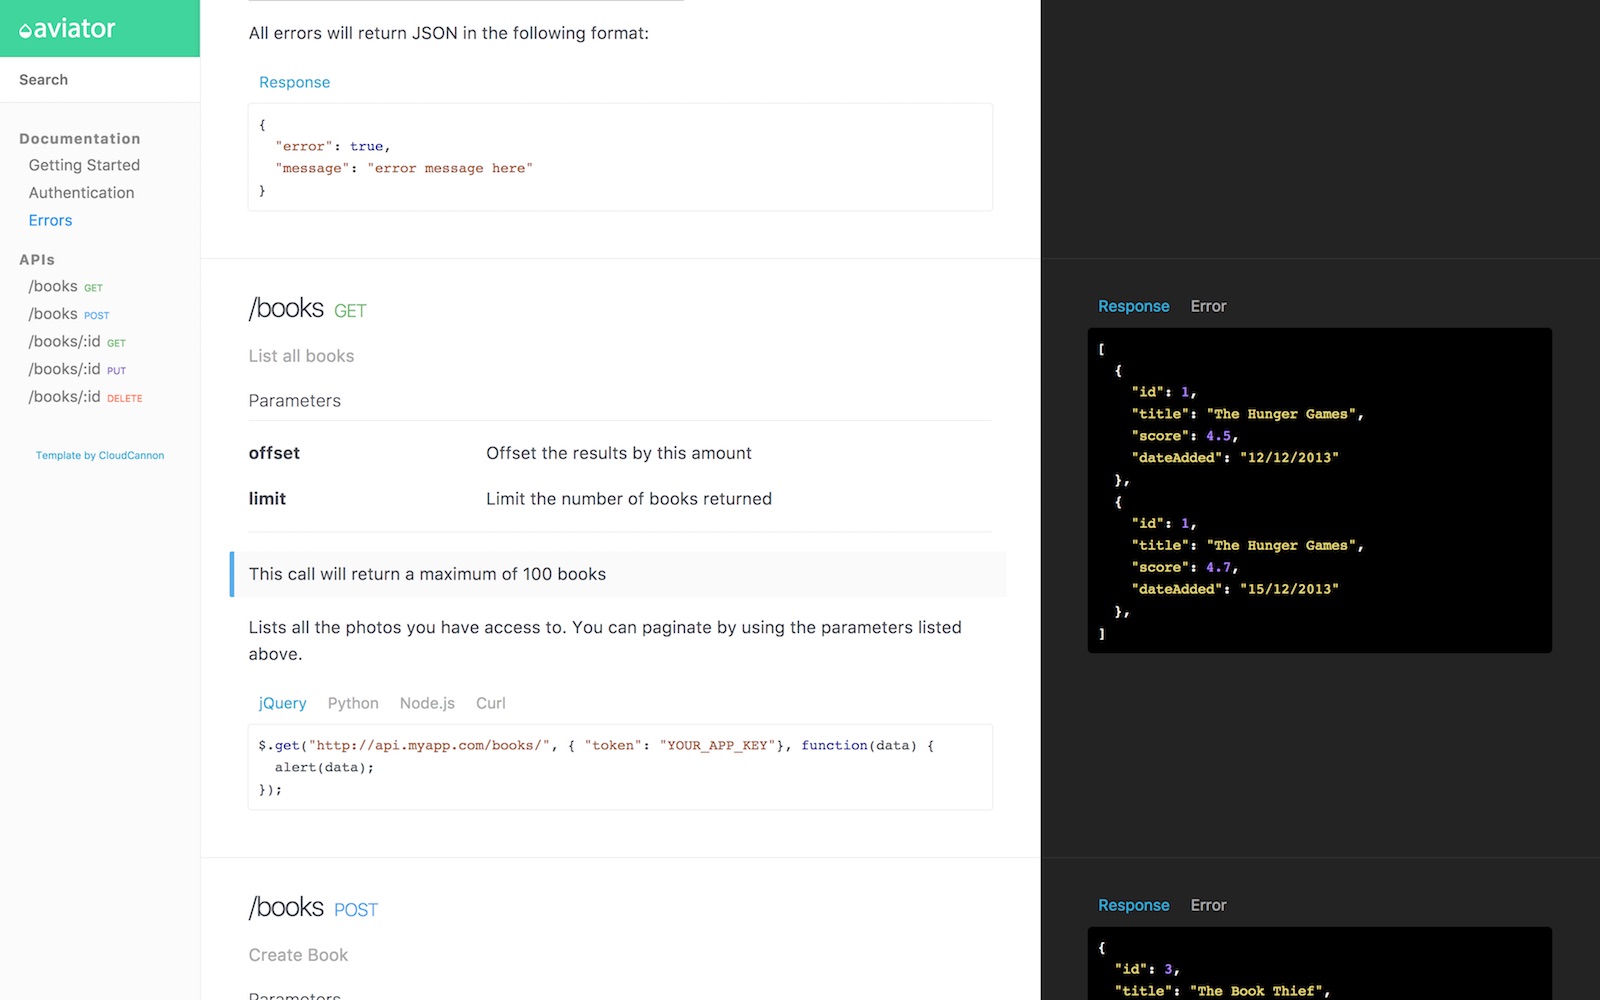 aviator
Search
Documentation
Getting Started
Authentication
Errors
APIs
/books GET
/books POST
/books/:id GET
/books/:id PUT
/books/:id DELETE
Template by CloudCannon
All errors will return JSON in the following format:
Response
{
  "error": true,
  "message": "error message here"
}
/books GET
List all books
Parameters
offset Offset the results by this amount
limit Limit the number of books returned
This call will return a maximum of 100 books
Lists all the photos you have access to. You can paginate by using the parameters listed
above.
jQuery Python Node.js Curl
$.get("http://api.myapp.com/books/", { "token": "YOUR_APP_KEY"}, function(data) {
  alert(data);
});
/books POST
Create Book
Parameters
Response Error
[
  {
    "id": 1,
    "title": "The Hunger Games",
    "score": 4.5,
    "dateAdded": "12/12/2013"
  },
  {
    "id": 1,
    "title": "The Hunger Games",
    "score": 4.7,
    "dateAdded": "15/12/2013"
  },
]
Response Error
{
  "id": 3,
  "title": "The Book Thief",